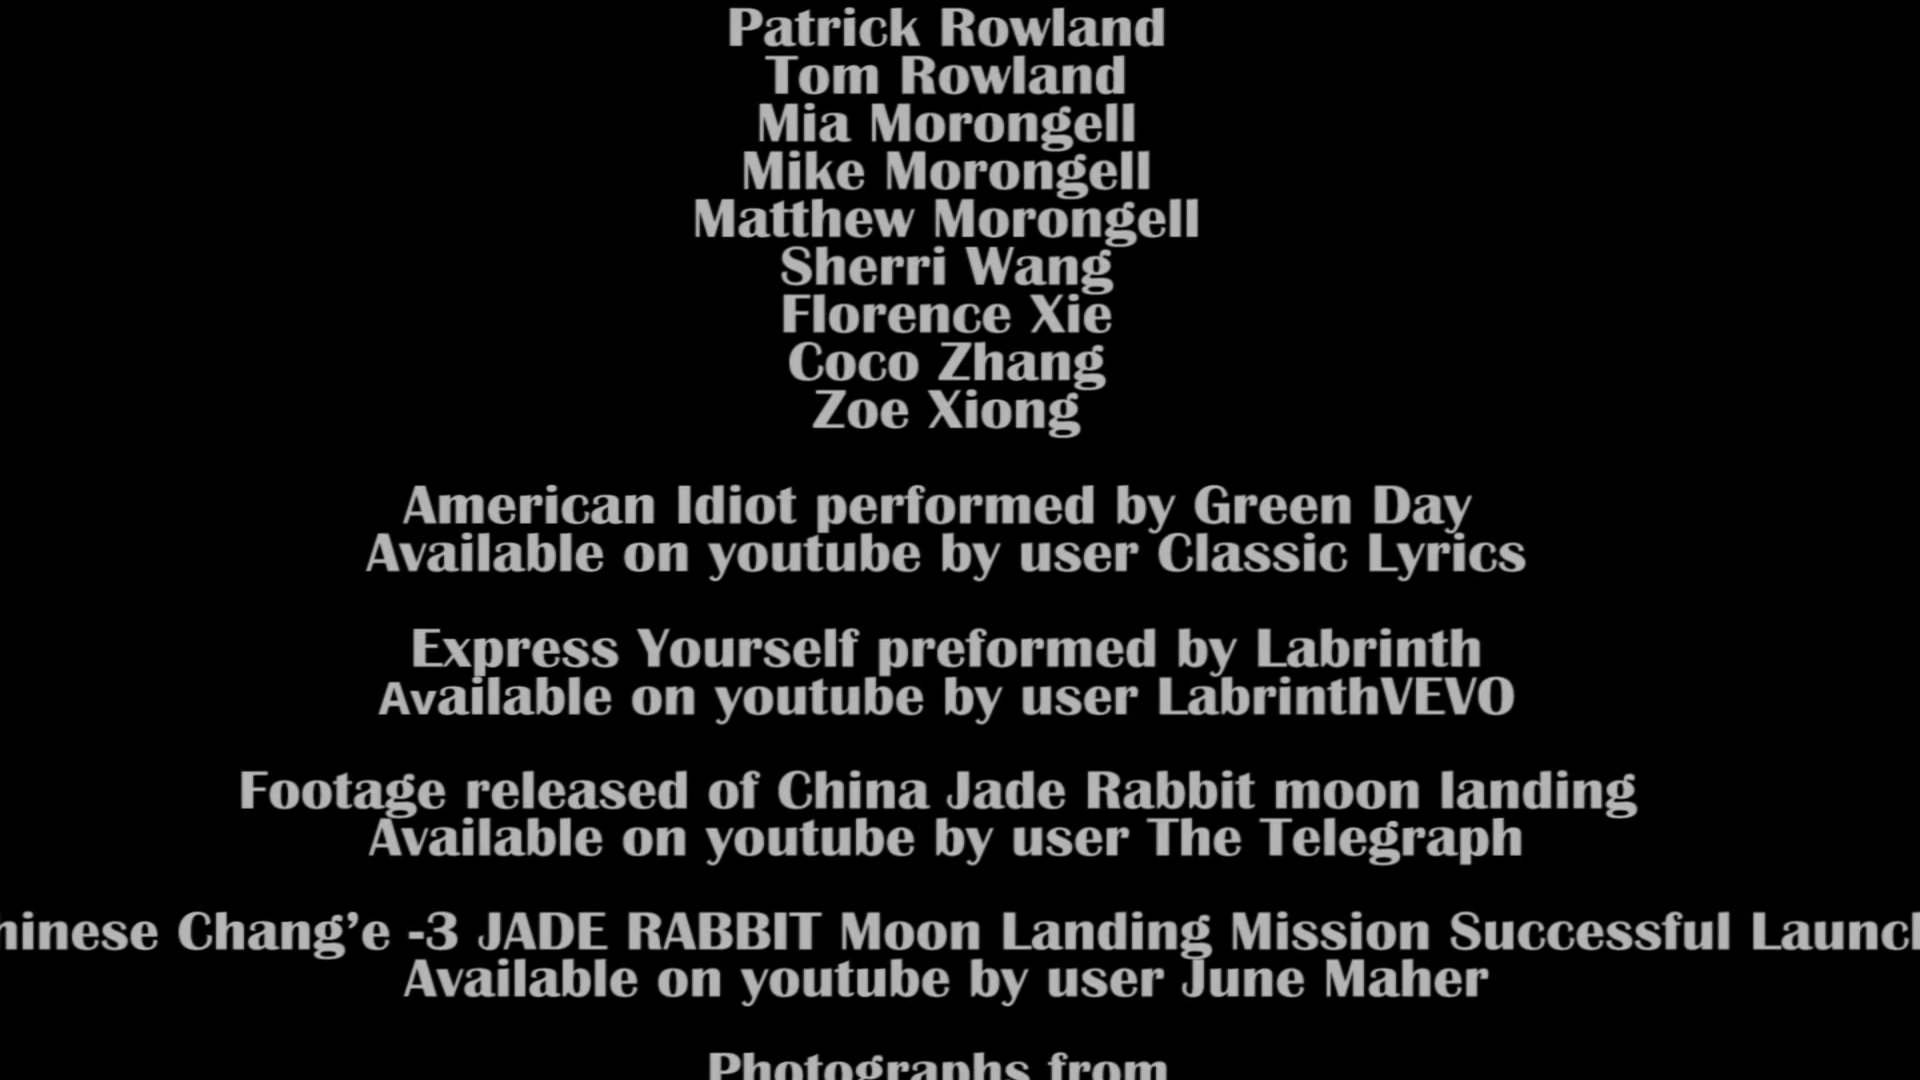 Patrick Rowland
Tom Rowland
Mia Morongell
Mike Morongell
Matthew Morongell
Sherri Wang
Florence Xie
Coco Zhang
Zoe Xiong
American Idiot performed by Green Day
Available on youtube by user Classic Lyrics
Express Yourself preformed by Labrinth
Available on youtube by user LabrinthVEVO
Footage released of China Jade Rabbit moon landing
Available on youtube by user The Telegraph
hinese Chang’e -3 JADE RABBIT Moon Landing Mission Successful Launch
Available on youtube by user June Maher
Photographs from